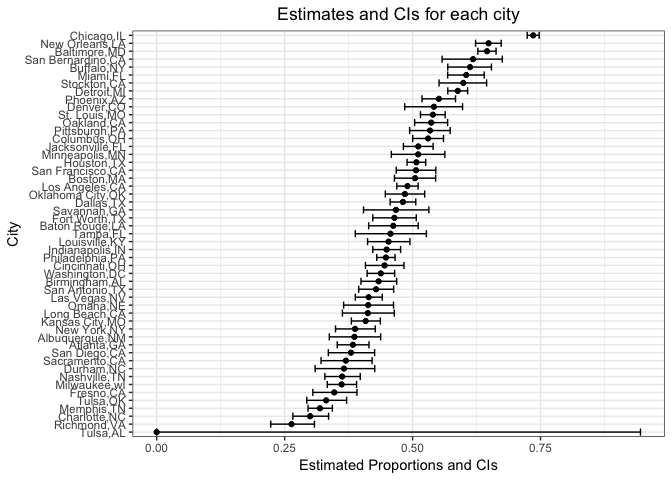 Estimates and CIs for each city
City
Chicago,IL
New Orleans,LA
Baltimore,MD
San Bernardino,CA
Buffalo,NY
Miami,FL
Stockton,CA
Detroit,MI
Phoenix,AZ
Denver,CO
St. Louis,MO
Oakland,CA
Pittsburgh,PA
Columbus,OH
Jacksonville,FL
Minneapolis,MN
Houston,TX
San Francisco,CA
Boston,MA
Los Angeles,CA
Oklahoma City,OK
Dallas,TX
Savannah,GA
Fort Worth,TX
Baton Rouge,LA
Tampa,FL
Louisville,KY
Indianapolis,IN
Philadelphia,PA
Cincinnati,OH
Washington,DC
Birmingham,AL
San Antonio,TX
Las Vegas,NV
Omaha,NE
Long Beach,CA
Kansas City,MO
New York,NY
Albuquerque,NM
Atlanta,GA
San Diego,CA
Sacramento,CA
Durham,NC
Nashville,TN
Milwaukee,wI
Fresno,CA
Tulsa,OK
Memphis,TN
Charlotte,NC
Richmond,VA
Tulsa,AL
0.00 0.25 0.50 0.75
Estimated Proportions and CIs